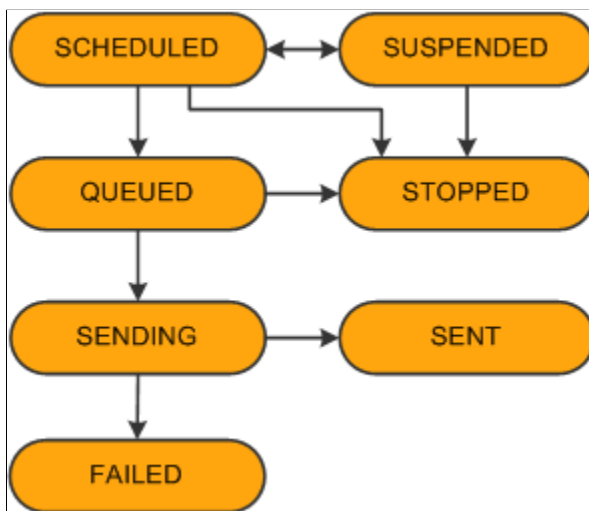 SCHEDULED
SUSPENDED
QUEUED
STOPPED
SENDING
SENT
FAILED